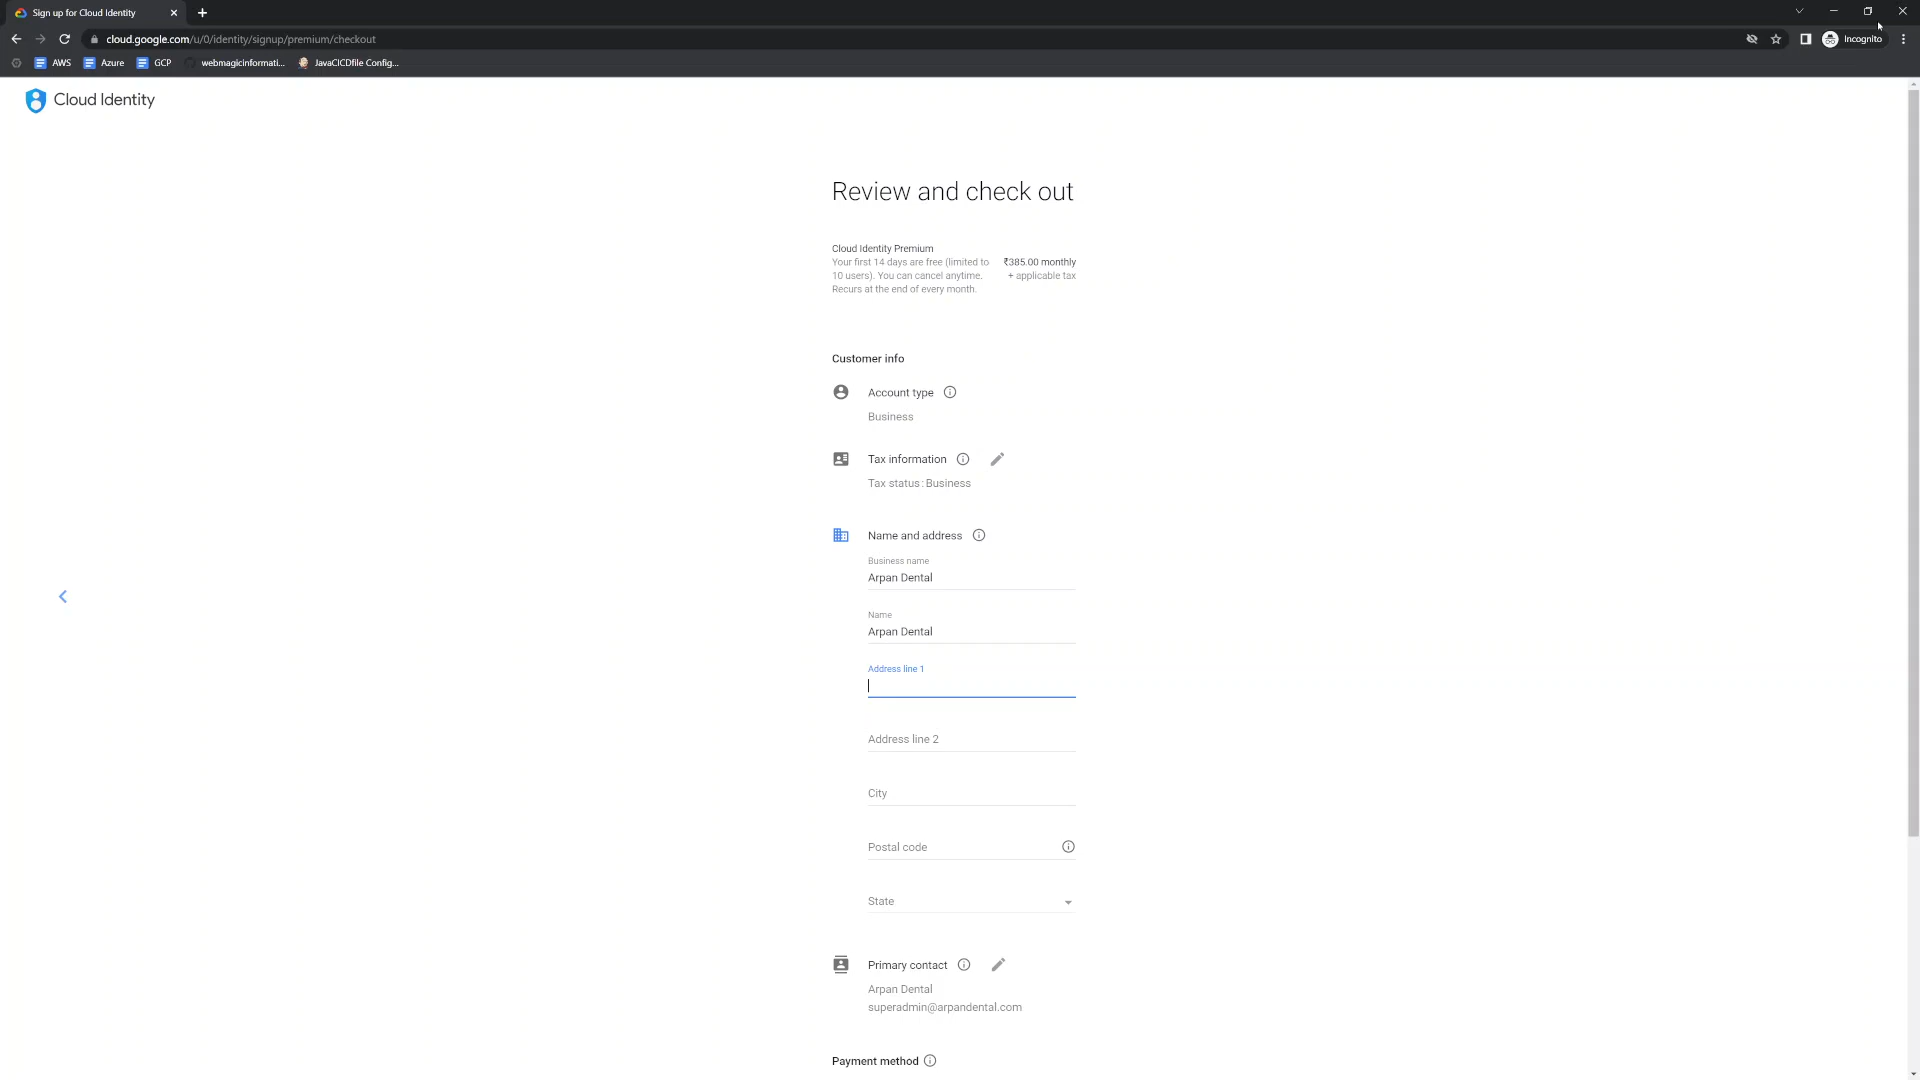 Sign up for Cloud Identity
cloud.google.com/u/0/identity/signup/premium/checkout
Incognito
AWS
Azure
GCP
webmagicinformati...
JavaCICDfile Config...
Cloud Identity
Review and check out
Cloud Identity Premium
Your first 14 days are free (limited to
₹385.00 monthly
10 users). You can cancel anytime.
+ applicable tax
Recurs at the end of every month.
Customer info
Account type
Business
Tax information
Tax status: Business
Name and address
Business name
Arpan Dental
Name
Arpan Dental
Address line 1
Address line 2
City
Postal code
State
Primary contact
Arpan Dental
superadmin@arpandental.com
Payment method